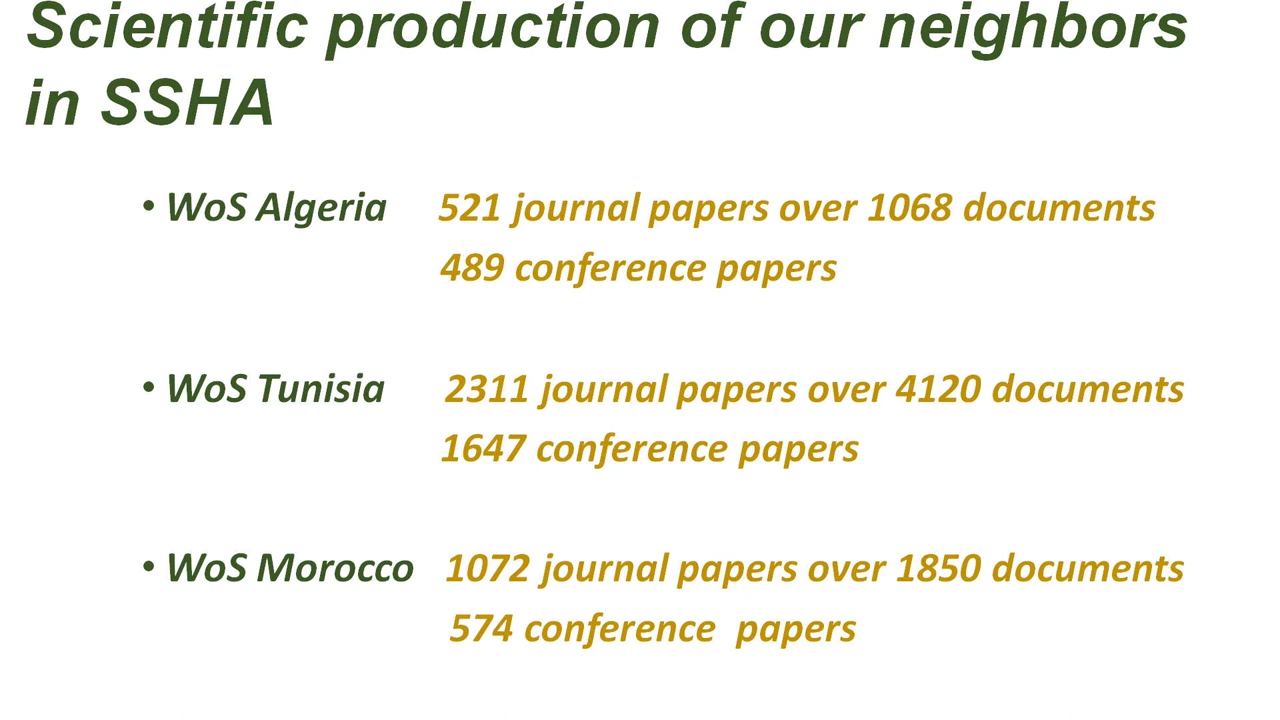 Scientific production of our neighbors
in SSHA
• WoS Algeria 521 journal papers over 1068 documents
489 conference papers
• WoS Tunisia 2311 journal papers over 4120 documents
1647 conference papers
• WoS Morocco 1072 journal papers over 1850 documents
574 conference papers